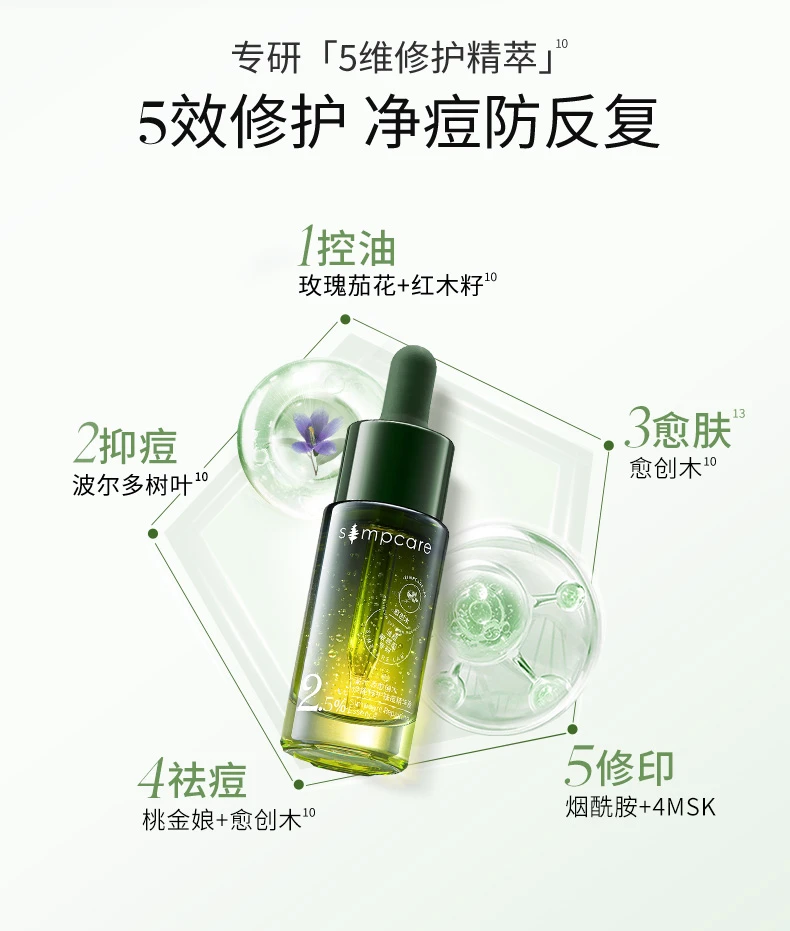 专研「5维修护精萃」10
5效修护 净痘防反复
1控油
玫瑰茄花+红木籽10
2抑痘
波尔多树叶10
3愈肤13
愈创木10
simpcare
2.5%
4祛痘
桃金娘+愈创木10
5修印
烟酰胺+4MSK